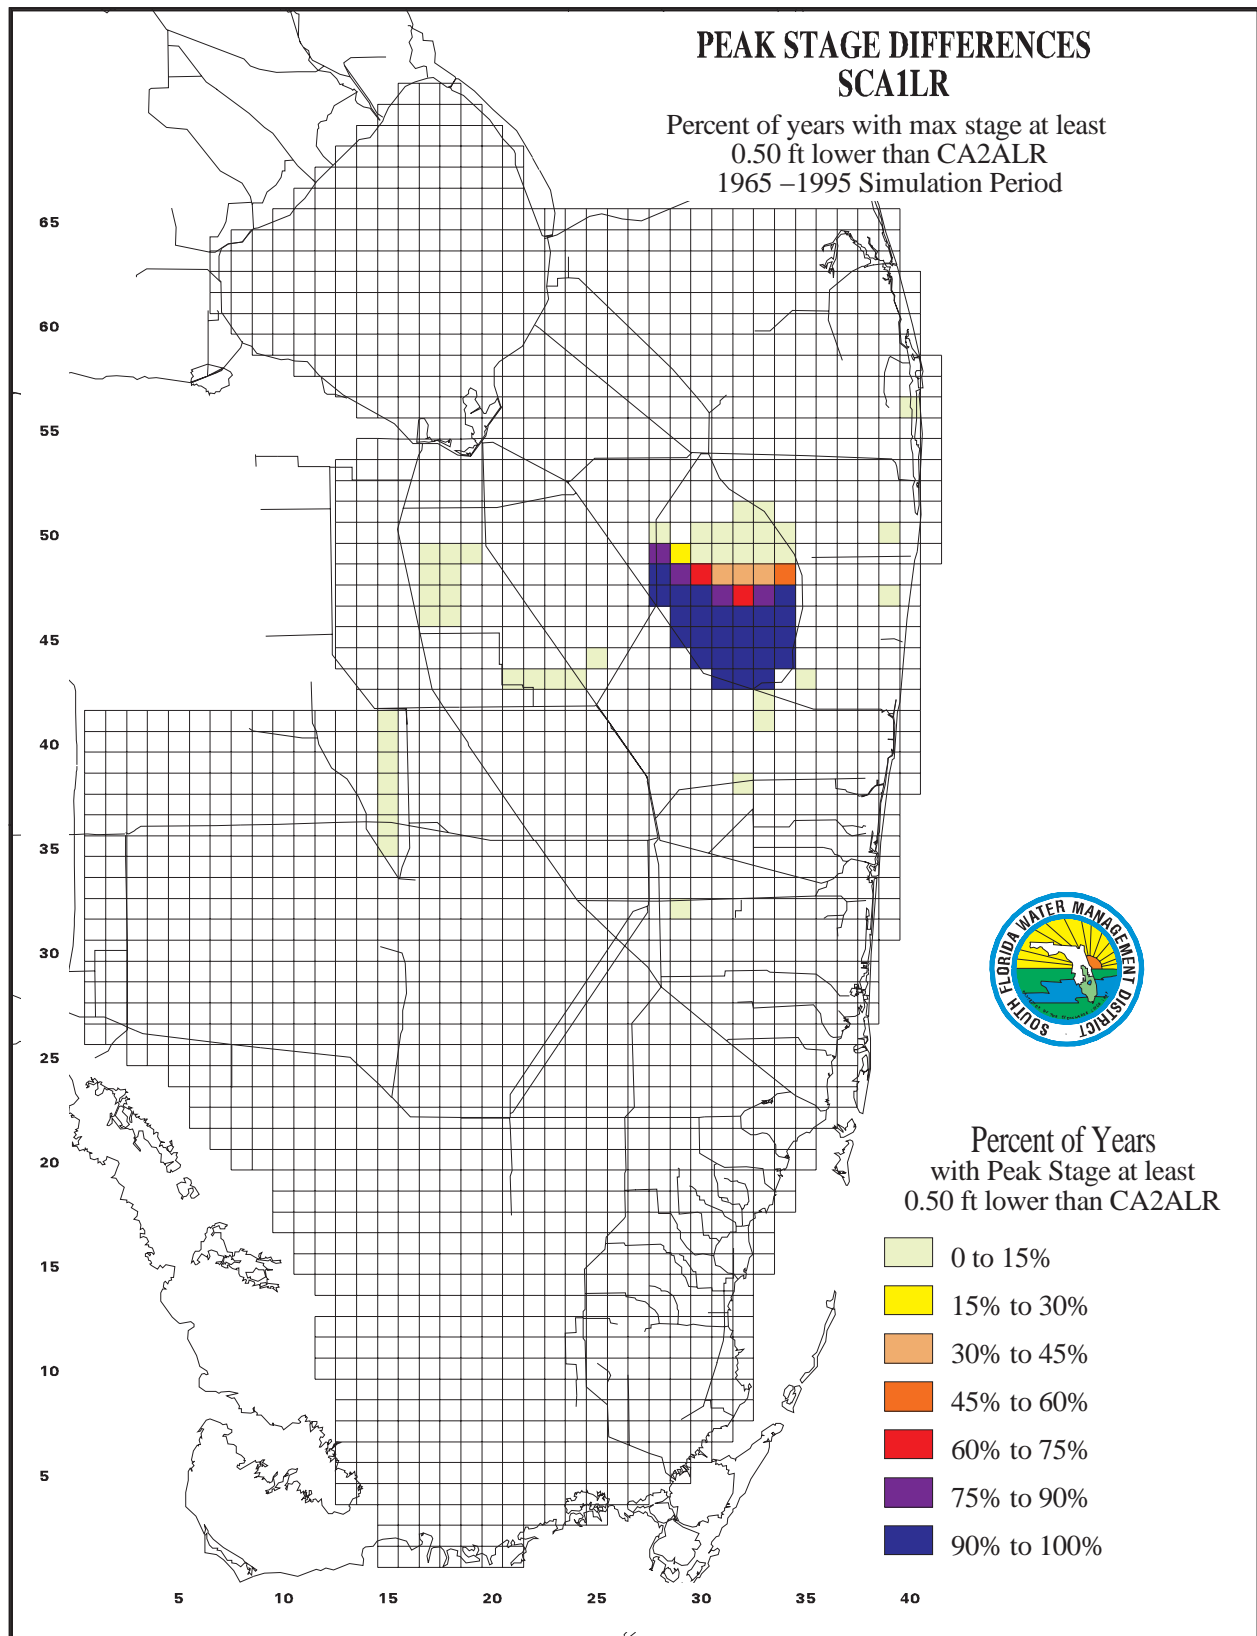 PEAK STAGE DIFFERENCES
SCA1LR
Percent of years with max stage at least
0.50 ft lower than CA2ALR
1965 –1995 Simulation Period
65
60
55
50
45
40
35
30
25
20
15
10
5
5 10 15 20 25 30 35 40
SOUTH FLORIDA WATER MANAGEMENT DISTRICT
Percent of Years
with Peak Stage at least
0.50 ft lower than CA2ALR
0 to 15%
15% to 30%
30% to 45%
45% to 60%
60% to 75%
75% to 90%
90% to 100%